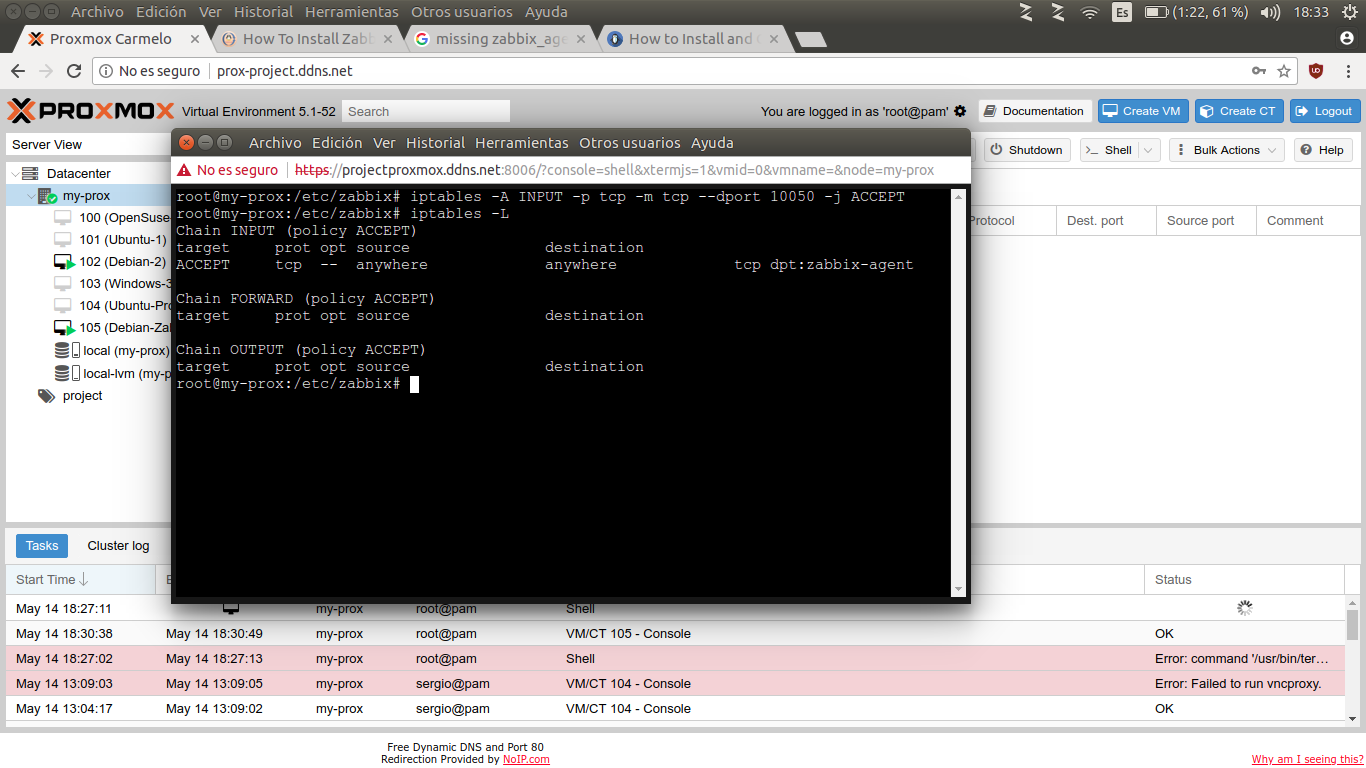 Archivo Edición Ver Historial Herramientas Otros usuarios Ayuda Es (1:22, 61 %) 18:33
Proxmox Carmelo × How To Install Zabb × missing zabbix_age × How to Install and ×
No es seguro prox-project.ddns.net
PROXMOX Virtual Environment 5.1-52 Search You are logged in as 'root@pam' Documentation Create VM Create CT Logout
Server View Shutdown Shell Bulk Actions Help
Archivo Edición Ver Historial Herramientas Otros usuarios Ayuda
No es seguro https://projectproxmox.ddns.net:8006/?console=shell&xtermjs=1&vmid=0&vmname=&node=my-prox
Datacenter
my-prox
100 (OpenSuse-
101 (Ubuntu-1)
102 (Debian-2)
103 (Windows-3
104 (Ubuntu-Pro
105 (Debian-Zab
local (my-prox)
local-lvm (my-p
project
root@my-prox:/etc/zabbix# iptables -A INPUT -p tcp -m tcp --dport 10050 -j ACCEPT
root@my-prox:/etc/zabbix# iptables -L
Chain INPUT (policy ACCEPT)
target prot opt source destination
ACCEPT tcp -- anywhere anywhere tcp dpt:zabbix-agent
Chain FORWARD (policy ACCEPT)
target prot opt source destination
Chain OUTPUT (policy ACCEPT)
target prot opt source destination
root@my-prox:/etc/zabbix#
Protocol Dest. port Source port Comment
Tasks Cluster log
Start Time E Status
May 14 18:27:11 my-prox root@pam Shell
May 14 18:30:38 May 14 18:30:49 my-prox root@pam VM/CT 105 - Console OK
May 14 18:27:02 May 14 18:27:13 my-prox root@pam Shell Error: command '/usr/bin/ter…
May 14 13:09:03 May 14 13:09:05 my-prox sergio@pam VM/CT 104 - Console Error: Failed to run vncproxy.
May 14 13:04:17 May 14 13:09:02 my-prox sergio@pam VM/CT 104 - Console OK
Free Dynamic DNS and Port 80
Redirection Provided by NoIP.com
Why am I seeing this?